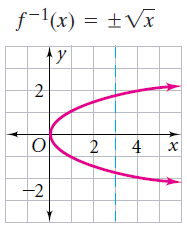 f⁻¹(x) = ±√x
y
2
O 2 4 x
−2